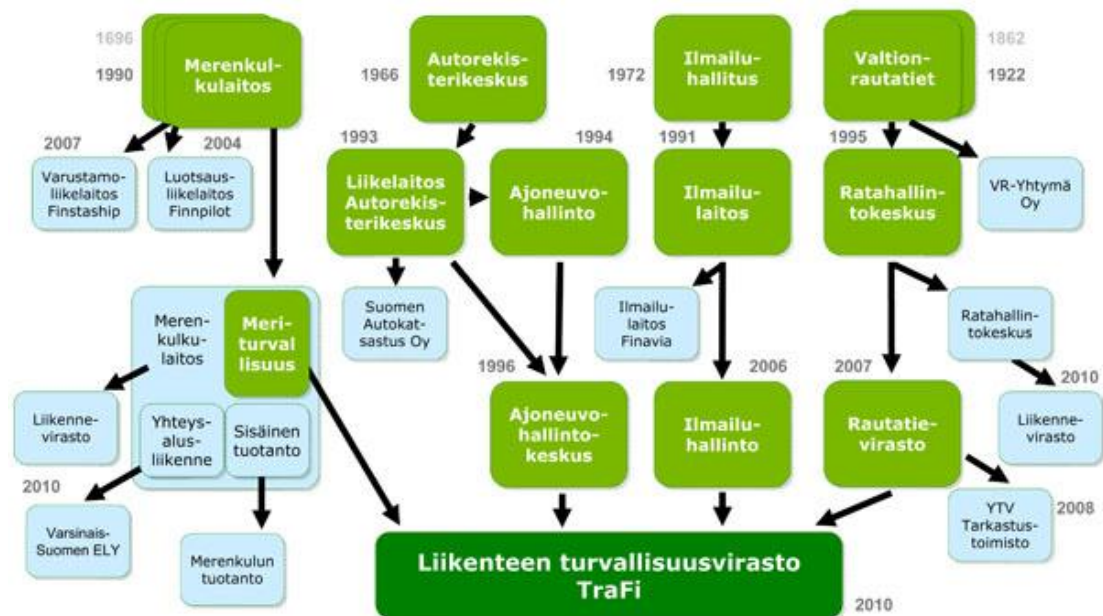 1696
1990
Merenkul-
kulaitos
1966
Autorekis-
terikeskus
1972
Ilmailu-
hallitus
Valtion-
rautatiet
1862
1922
2007
Varustamo-
liikelaitos
Finstaship
2004
Luotsaus-
liikelaitos
Finnpilot
1993
Liikelaitos
Autorekis-
terikeskus
1994
Ajoneuvo-
hallinto
1991
Ilmailu-
laitos
1995
Ratahallin-
tokeskus
VR-Yhtymä
Oy
Meren-
kulku-
laitos
Meri-
turval
lisuus
Suomen
Autokat-
sastus Oy
Ilmailu-
laitos
Finavia
Ratahallin-
tokeskus
Liikenne-
virasto
Yhteys-
alus-
liikenne
Sisäinen
tuotanto
1996
Ajoneuvo-
hallinto-
keskus
2006
Ilmailu-
hallinto
2007
Rautatie-
virasto
2010
Liikenne-
virasto
2010
Varsinais-
Suomen ELY
Merenkulun
tuotanto
YTV
Tarkastus-
toimisto
2008
Liikenteen turvallisuusvirasto
TraFi
2010